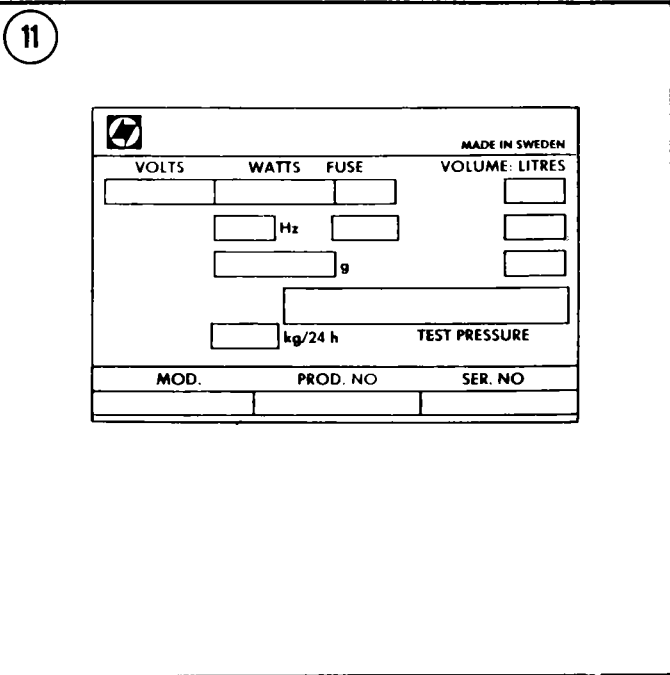 11
MADE IN SWEDEN
VOLTS WATTS FUSE VOLUME: LITRES
Hz
g
kg/24 h TEST PRESSURE
MOD. PROD. NO SER. NO